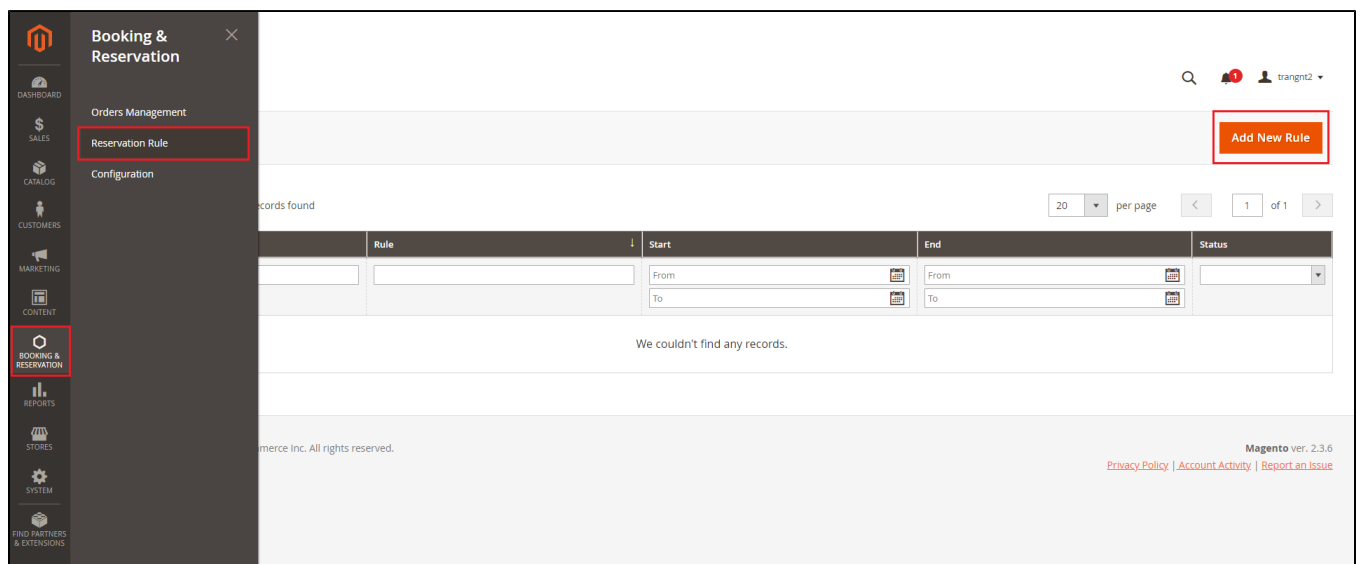 Booking &
Reservation
DASHBOARD
SALES
CATALOG
CUSTOMERS
MARKETING
CONTENT
BOOKING &
RESERVATION
REPORTS
STORES
SYSTEM
FIND PARTNERS
& EXTENSIONS
Orders Management
Reservation Rule
Configuration
1
trangnt2
Add New Rule
records found
20 per page
1 of 1
Rule ↓ Start End Status
From From
To To
We couldn't find any records.
merce Inc. All rights reserved.
Magento ver. 2.3.6
Privacy Policy | Account Activity | Report an Issue